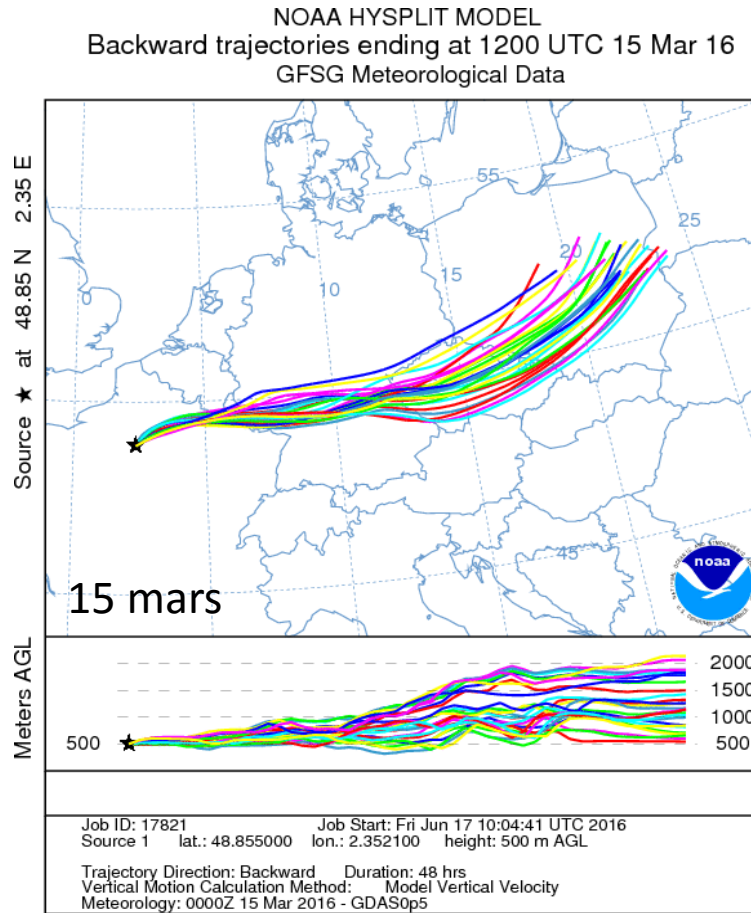 NOAA HYSPLIT MODEL
Backward trajectories ending at 1200 UTC 15 Mar 16
GFSG Meteorological Data
Source ★ at 48.85 N 2.35 E
55
25
20
0
10
15
45
noaa
15 mars
Meters AGL
2000
1500
1000
500
500
Job ID: 17821 Job Start: Fri Jun 17 10:04:41 UTC 2016
Source 1 lat.: 48.855000 lon.: 2.352100 height: 500 m AGL
Trajectory Direction: Backward Duration: 48 hrs
Vertical Motion Calculation Method: Model Vertical Velocity
Meteorology: 0000Z 15 Mar 2016 - GDAS0p5